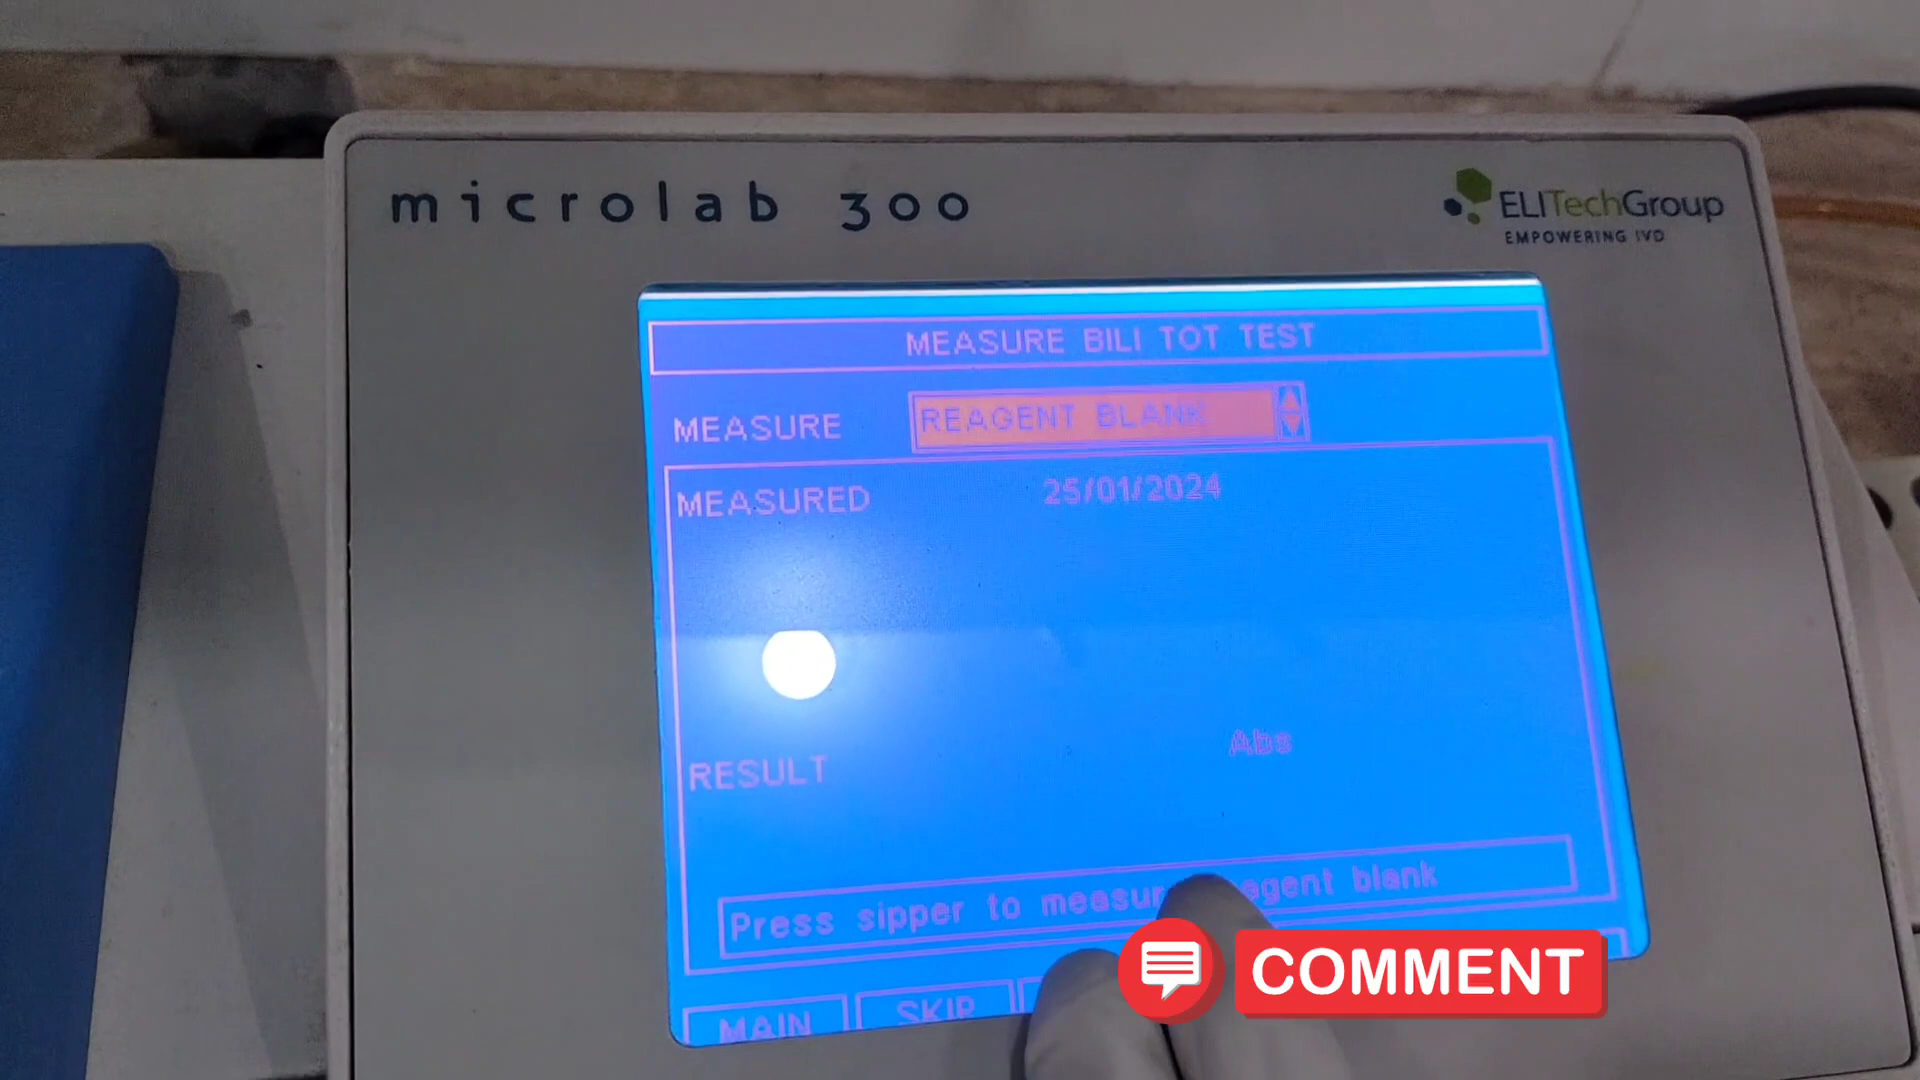 microlab 300
ELITechGroup
EMPOWERING IVD
MEASURE BILI TOT TEST
MEASURE REAGENT BLANK
MEASURED 25/01/2024
Abs
RESULT
Press sipper to measur agent blank
COMMENT
MAIN SKIP